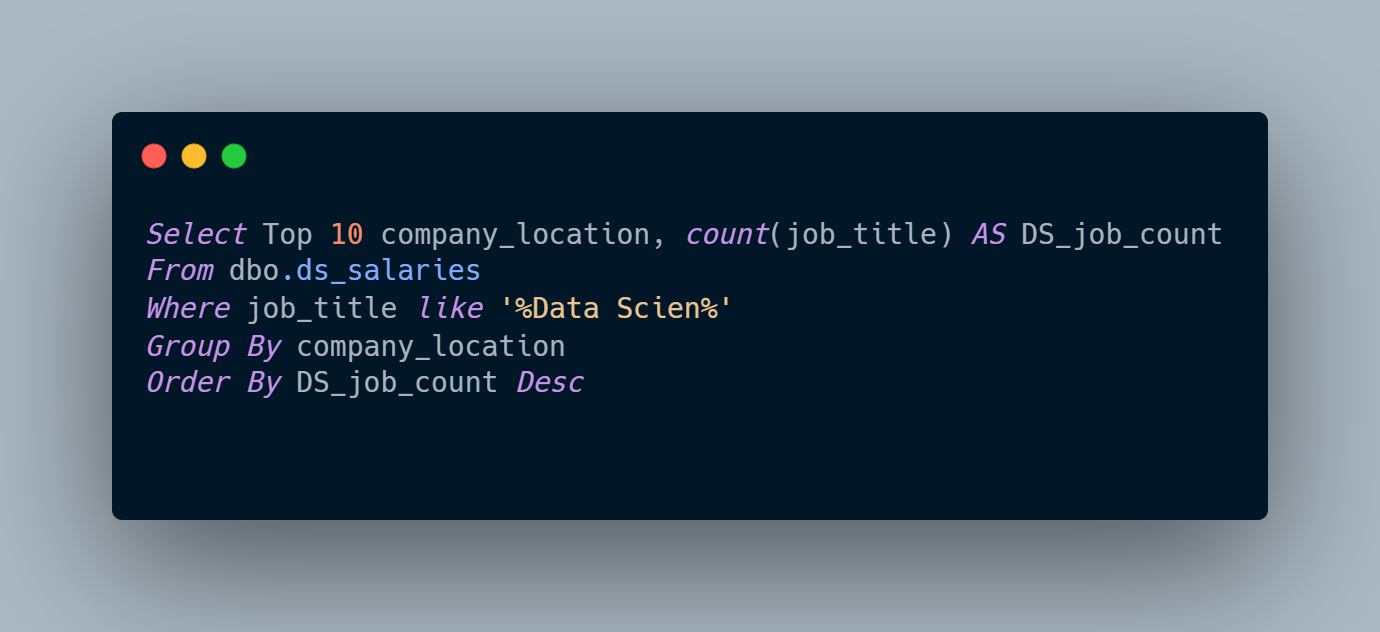 Select Top 10 company_location, count(job_title) AS DS_job_count
From dbo.ds_salaries
Where job_title like '%Data Scien%'
Group By company_location
Order By DS_job_count Desc